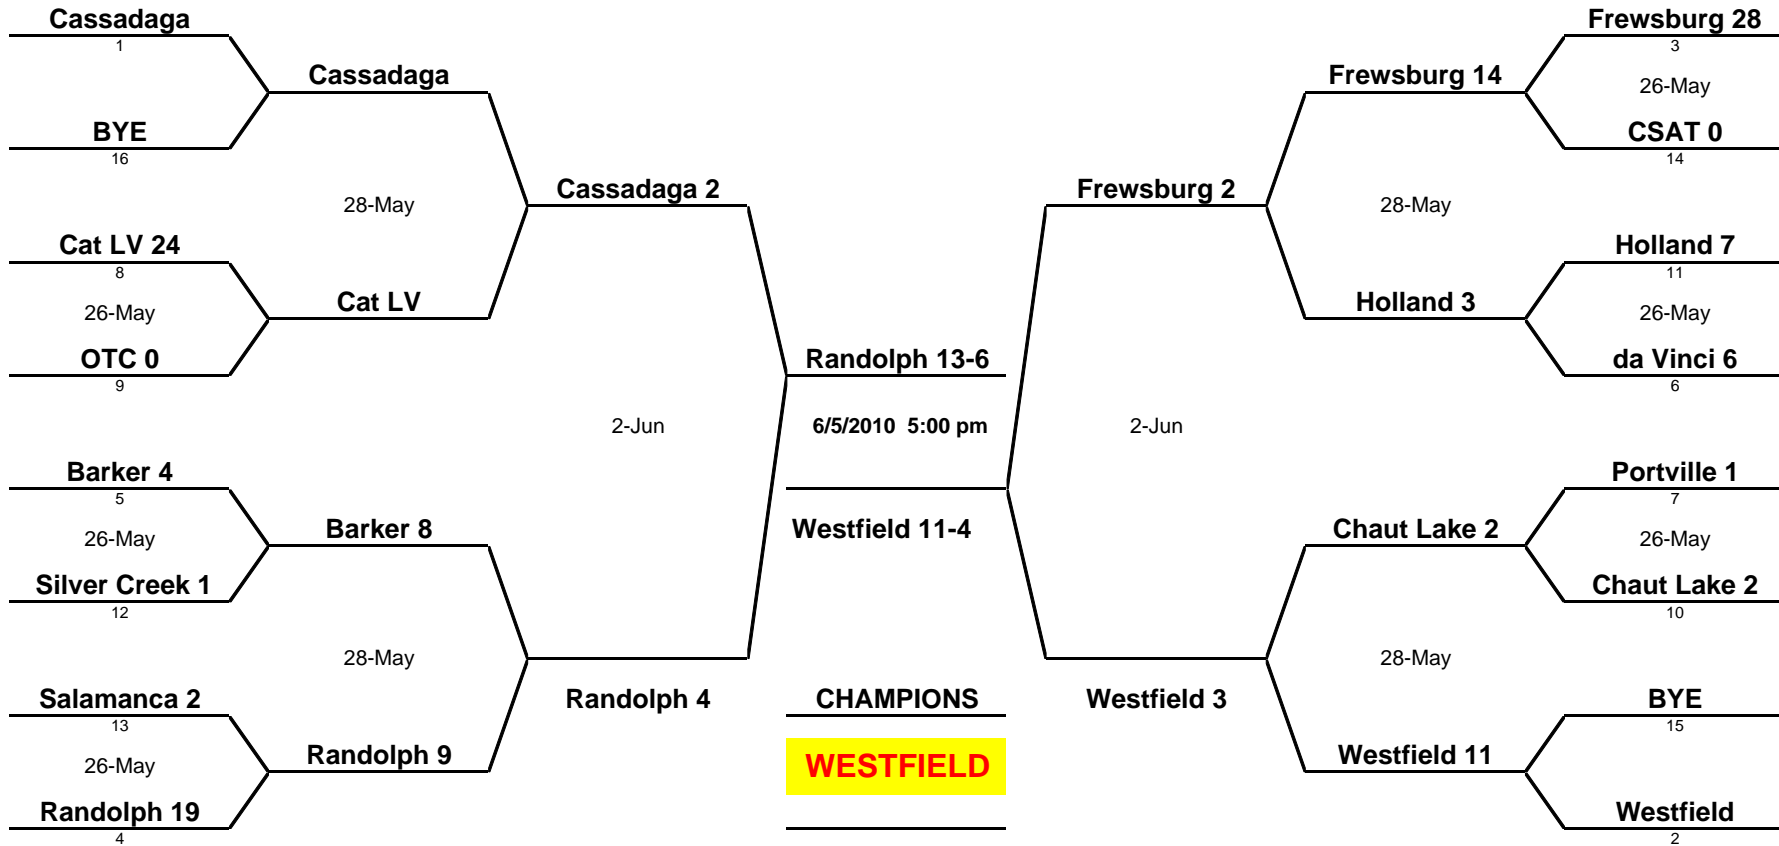 Cassadaga
1
BYE
16
Cat LV 24
8
26-May
OTC 0
9
Barker 4
5
26-May
Silver Creek 1
12
Salamanca 2
13
26-May
Randolph 19
4
Cassadaga
28-May
Cat LV
Barker 8
28-May
Randolph 9
Cassadaga 2
2-Jun
Randolph 4
Randolph 13-6
6/5/2010 5:00 pm
Westfield 11-4
CHAMPIONS
WESTFIELD
Frewsburg 2
2-Jun
Westfield 3
Frewsburg 14
28-May
Holland 3
Chaut Lake 2
28-May
Westfield 11
Frewsburg 28
3
26-May
CSAT 0
14
Holland 7
11
26-May
da Vinci 6
6
Portville 1
7
26-May
Chaut Lake 2
10
BYE
15
Westfield
2